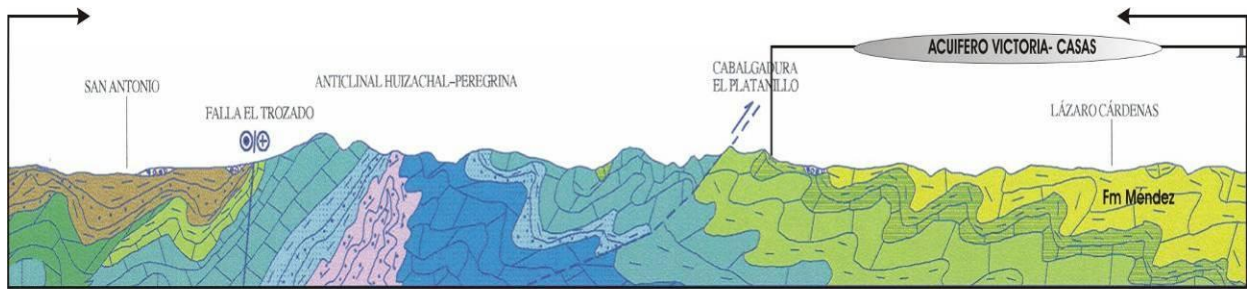 ACUIFERO VICTORIA- CASAS
CABALGADURA
EL PLATANILLO
ANTICLINAL HUIZACHAL–PEREGRINA
SAN ANTONIO
FALLA EL TROZADO
LÁZARO CÁRDENAS
Fm Méndez